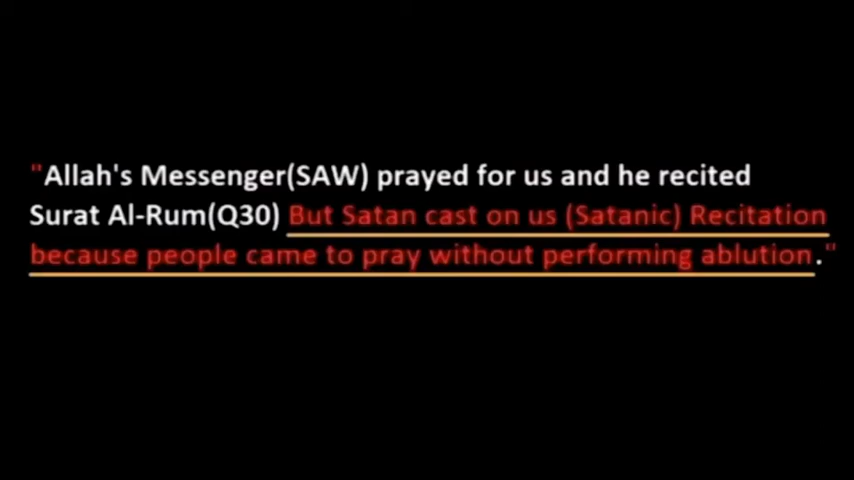 "Allah's Messenger(SAW) prayed for us and he recited
Surat Al-Rum(Q30) But Satan cast on us (Satanic) Recitation
because people came to pray without performing ablution."